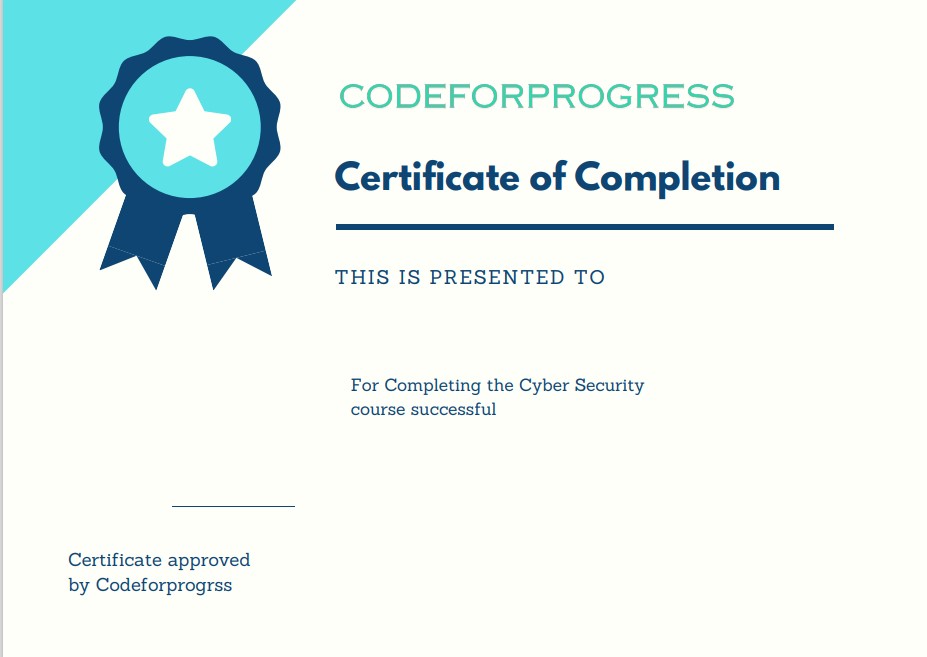 CODEFORPROGRESS
Certificate of Completion
THIS IS PRESENTED TO
For Completing the Cyber Security
course successful
Certificate approved
by Codeforprogrss